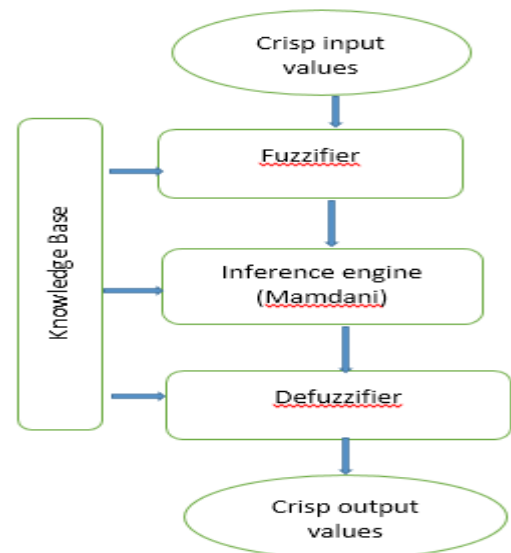 Crisp input
values
Fuzzifier
Knowledge Base
Inference engine
(Mamdani)
Defuzzifier
Crisp output
values